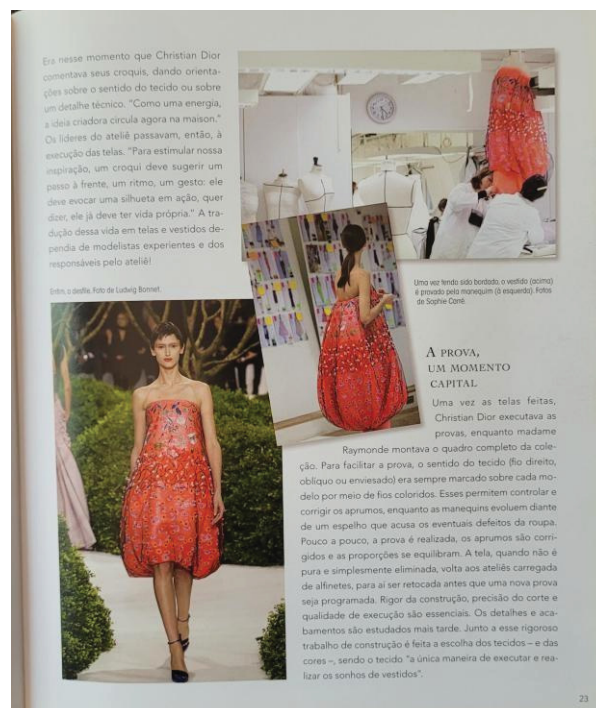 Era nesse momento que Christian Dior
comentava seus croquis, dando orienta-
ções sobre o sentido do tecido ou sobre
um detalhe técnico. “Como uma energia,
a ideia criadora circula agora na maison.”
Os líderes do ateliê passavam, então, à
execução das telas. “Para estimular nossa
inspiração, um croqui deve sugerir um
passo à frente, um ritmo, um gesto: ele
deve evocar uma silhueta em ação, quer
dizer, ele já deve ter vida própria.” A tra-
dução dessa vida em telas e vestidos de-
pendia de modelistas experientes e dos
responsáveis pelo ateliê!
Enfim, o desfile. Foto de Ludwig Bonnet.
Uma vez tendo sido bordado, o vestido (acima)
é provado pela manequim (à esquerda). Fotos
de Sophie Carré.
A PROVA,
UM MOMENTO
CAPITAL
Uma vez as telas feitas,
Christian Dior executava as
provas, enquanto madame
Raymonde montava o quadro completo da cole-
ção. Para facilitar a prova, o sentido do tecido (fio direito,
oblíquo ou enviesado) era sempre marcado sobre cada mo-
delo por meio de fios coloridos. Esses permitem controlar e
corrigir os aprumos, enquanto as manequins evoluem diante
de um espelho que acusa os eventuais defeitos da roupa.
Pouco a pouco, a prova é realizada, os aprumos são corri-
gidos e as proporções se equilibram. A tela, quando não é
pura e simplesmente eliminada, volta aos ateliês carregada
de alfinetes, para aí ser retocada antes que uma nova prova
seja programada. Rigor da construção, precisão do corte e
qualidade de execução são essenciais. Os detalhes e aca-
bamentos são estudados mais tarde. Junto a esse rigoroso
trabalho de construção é feita a escolha dos tecidos – e das
cores –, sendo o tecido “a única maneira de executar e rea-
lizar os sonhos de vestidos”.
23